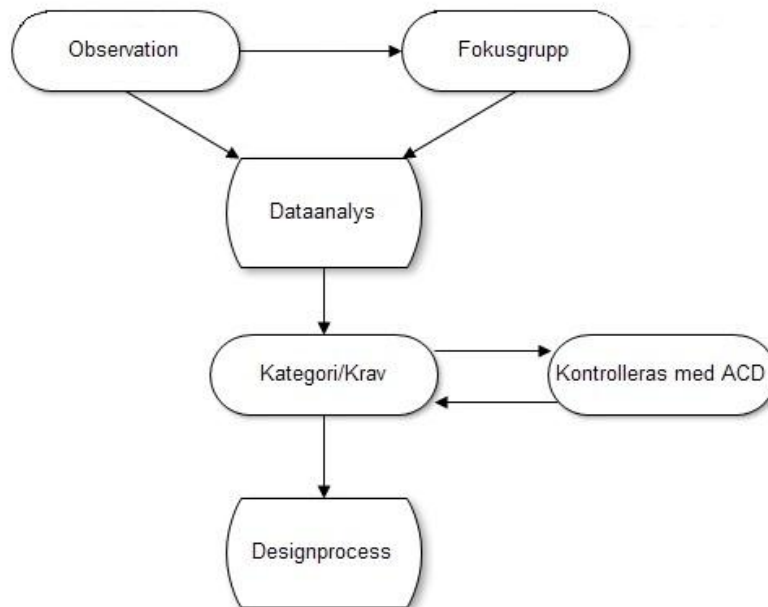 Observation
Fokusgrupp
Dataanalys
Kategori/Krav
Kontrolleras med ACD
Designprocess